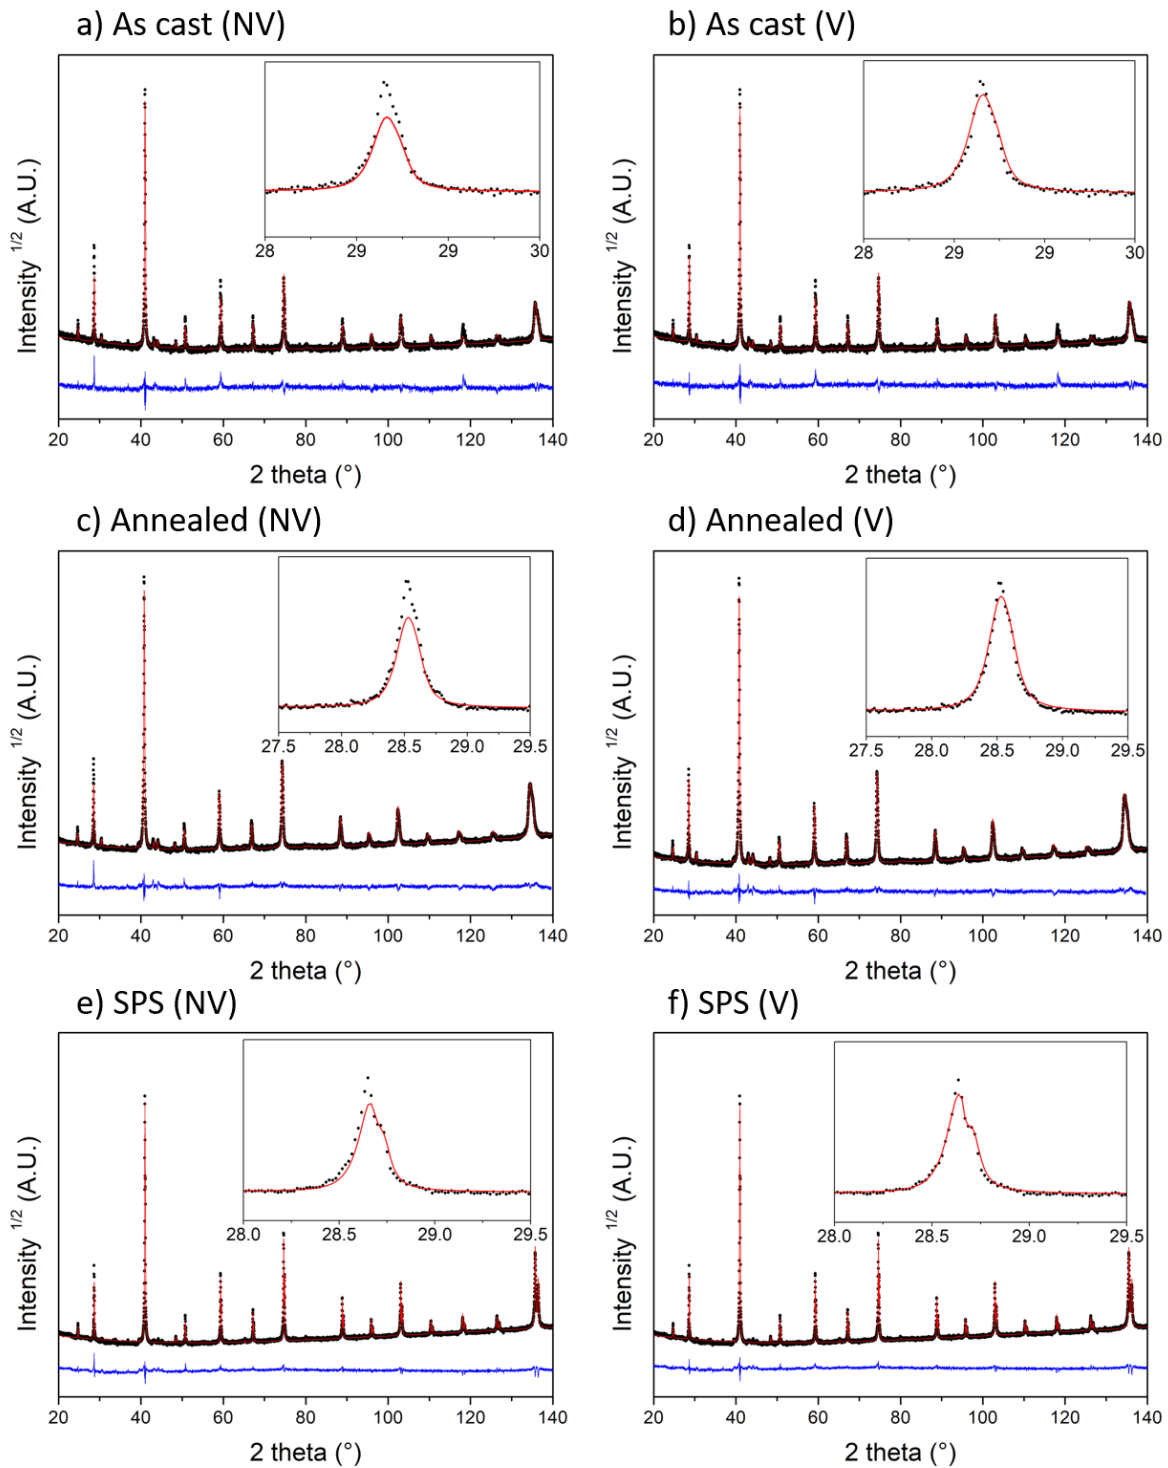 a) As cast (NV)
b) As cast (V)
Intensity 1/2 (A.U.)
28 29 29 30
20 40 60 80 100 120 140
2 theta (°)
Intensity 1/2 (A.U.)
28 29 29 30
20 40 60 80 100 120 140
2 theta (°)
c) Annealed (NV)
d) Annealed (V)
Intensity 1/2 (A.U.)
27.5 28.0 28.5 29.0 29.5
20 40 60 80 100 120 140
2 theta (°)
Intensity 1/2 (A.U.)
27.5 28.0 28.5 29.0 29.5
20 40 60 80 100 120 140
2 theta (°)
e) SPS (NV)
f) SPS (V)
Intensity 1/2 (A.U.)
28.0 28.5 29.0 29.5
20 40 60 80 100 120 140
2 theta (°)
Intensity 1/2 (A.U.)
28.0 28.5 29.0 29.5
20 40 60 80 100 120 140
2 theta (°)